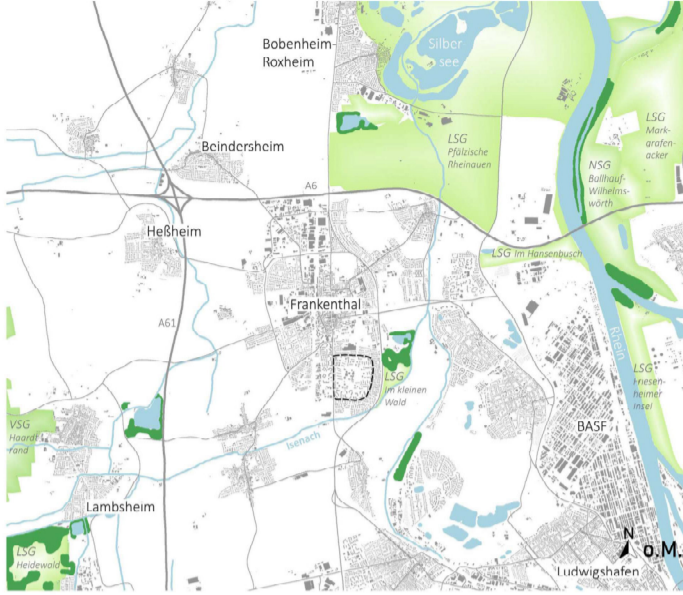 Bobenheim-
Roxheim
Silber
see
LSG
Pfälzische
Rheinauen
LSG
Mark-
grafen-
acker
NSG
Ballhauf-
Wilhelms-
wörth
Beindersheim
A6
Heßheim
LSG Im Hansenbusch
Frankenthal
A61
Rhein
LSG
Im kleinen
Wald
LSG
Friesen-
heimer
Insel
VSG
Haardt
rand
Isenach
BASF
Lambsheim
LSG
Heidewald
N
o.M.
Ludwigshafen